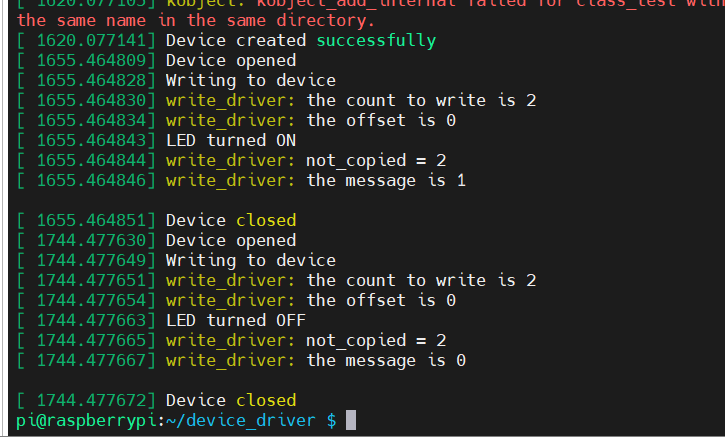 [ 1620.077105] kobject: kobject_add_internal failed for class_test with
the same name in the same directory.
[ 1620.077141] Device created successfully
[ 1655.464809] Device opened
[ 1655.464828] Writing to device
[ 1655.464830] write_driver: the count to write is 2
[ 1655.464834] write_driver: the offset is 0
[ 1655.464843] LED turned ON
[ 1655.464844] write_driver: not_copied = 2
[ 1655.464846] write_driver: the message is 1
[ 1655.464851] Device closed
[ 1744.477630] Device opened
[ 1744.477649] Writing to device
[ 1744.477651] write_driver: the count to write is 2
[ 1744.477654] write_driver: the offset is 0
[ 1744.477663] LED turned OFF
[ 1744.477665] write_driver: not_copied = 2
[ 1744.477667] write_driver: the message is 0
[ 1744.477672] Device closed
pi@raspberrypi:~/device_driver $